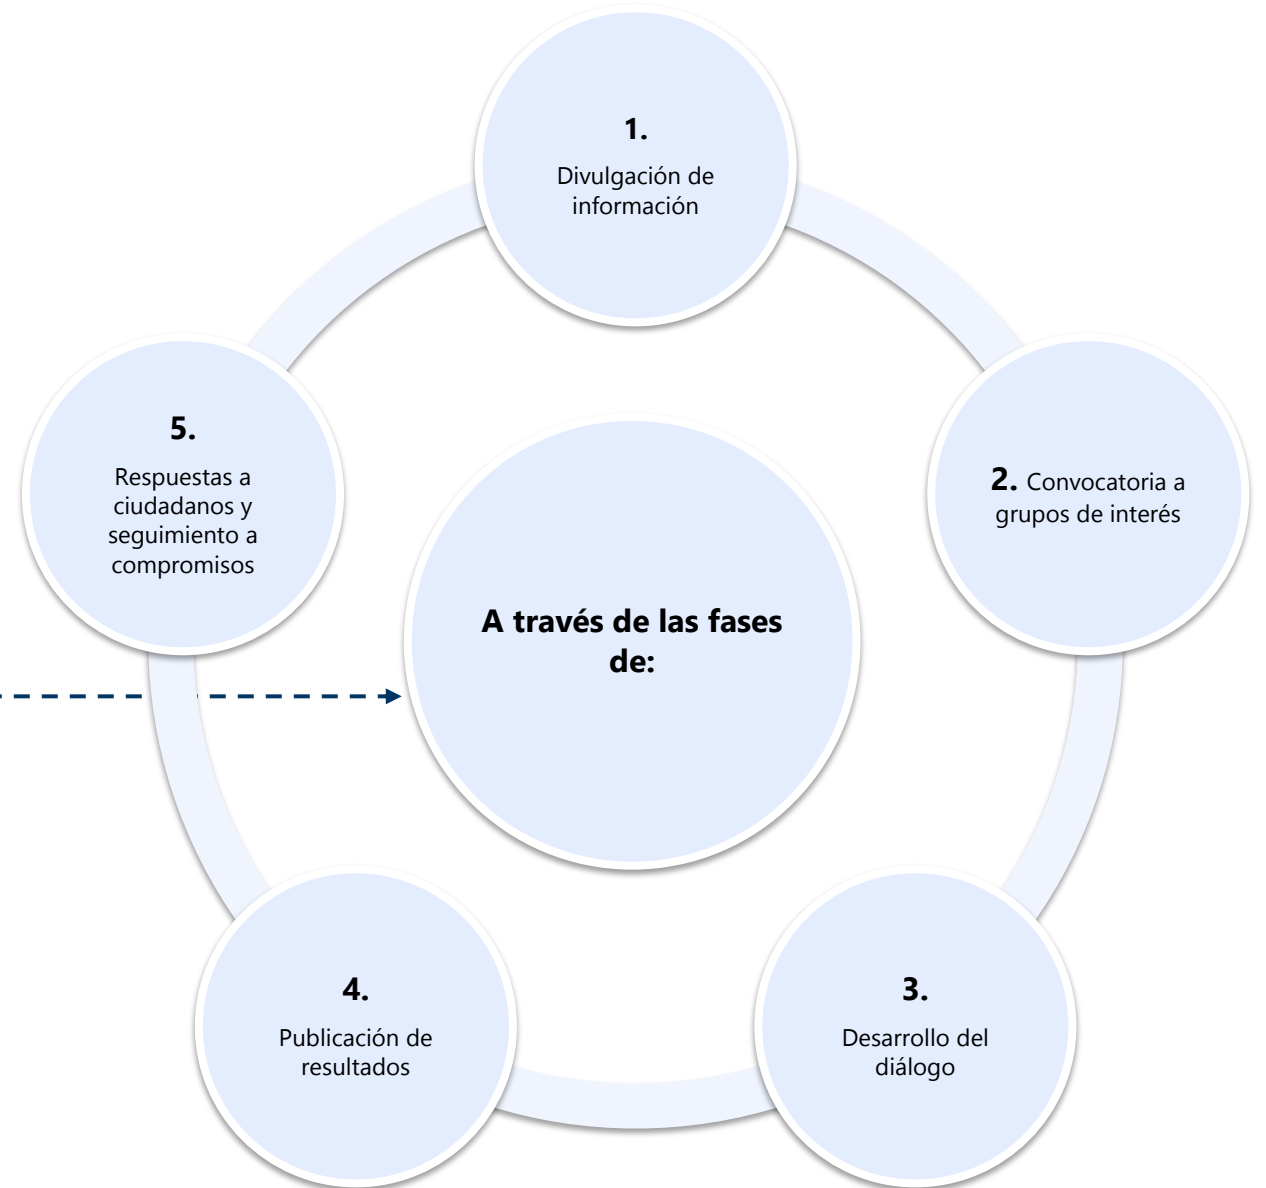 1.
Divulgación de
información
2. Convocatoria a
grupos de interés
3.
Desarrollo del
diálogo
4.
Publicación de
resultados
5.
Respuestas a
ciudadanos y
seguimiento a
compromisos
A través de las fases
de: